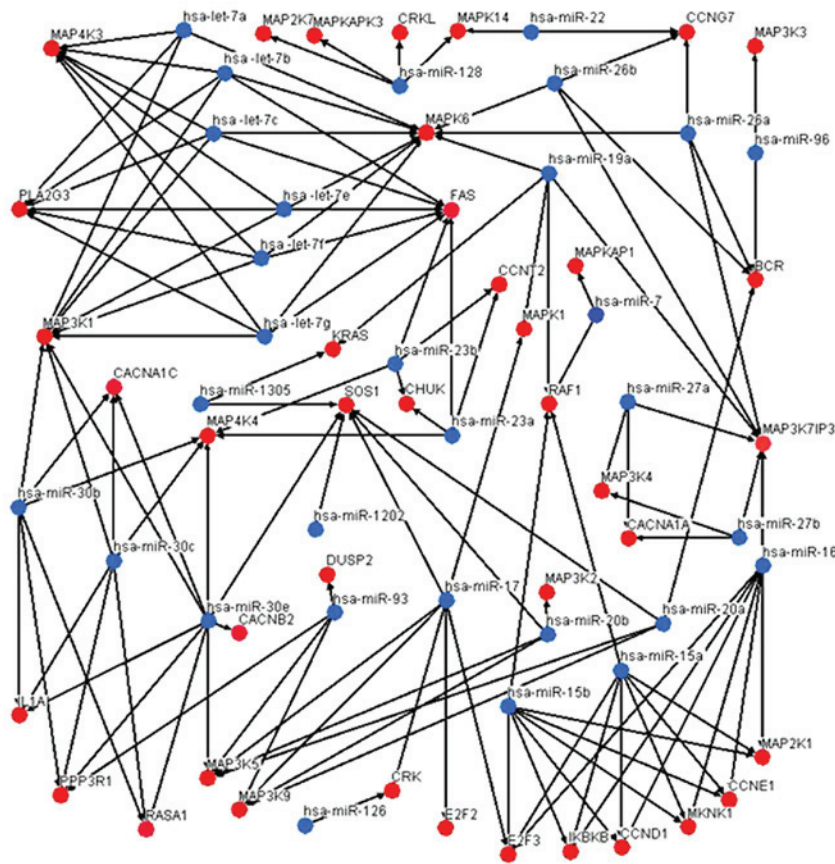 hsa-let-7a
MAP2K7
MAPKAPK3
CRKL
MAPK14
hsa-miR-22
CCNG7
MAP3K3
MAP4K3
hsa-let-7b
hsa-miR-128
hsa-miR-26b
hsa-let-7c
MAPK6
hsa-miR-26a
hsa-miR-96
hsa-miR-19a
PLA2G3
hsa-let-7e
FAS
hsa-let-7f
CCNT2
MAPKAP1
BCR
MAP3K1
hsa-let-7g
KRAS
MAPK1
hsa-miR-7
CACNA1C
hsa-miR-1305
hsa-miR-23b
SOS1
CHUK
RAF1
hsa-miR-27a
MAP4K4
hsa-miR-23a
MAP3K7IP3
MAP3K4
hsa-miR-30b
hsa-miR-1202
CACNA1A
hsa-miR-27b
hsa-miR-30c
DUSP2
hsa-miR-17
MAP3K2
hsa-miR-16
hsa-miR-30e
CACNB2
hsa-miR-93
hsa-miR-20b
hsa-miR-20a
hsa-miR-15a
IL1A
hsa-miR-15b
MAP2K1
PPP3R1
MAP3K5
CRK
CCNE1
RASA1
MAP3K9
hsa-miR-126
E2F2
E2F3
IKBKB
CCND1
MKNK1